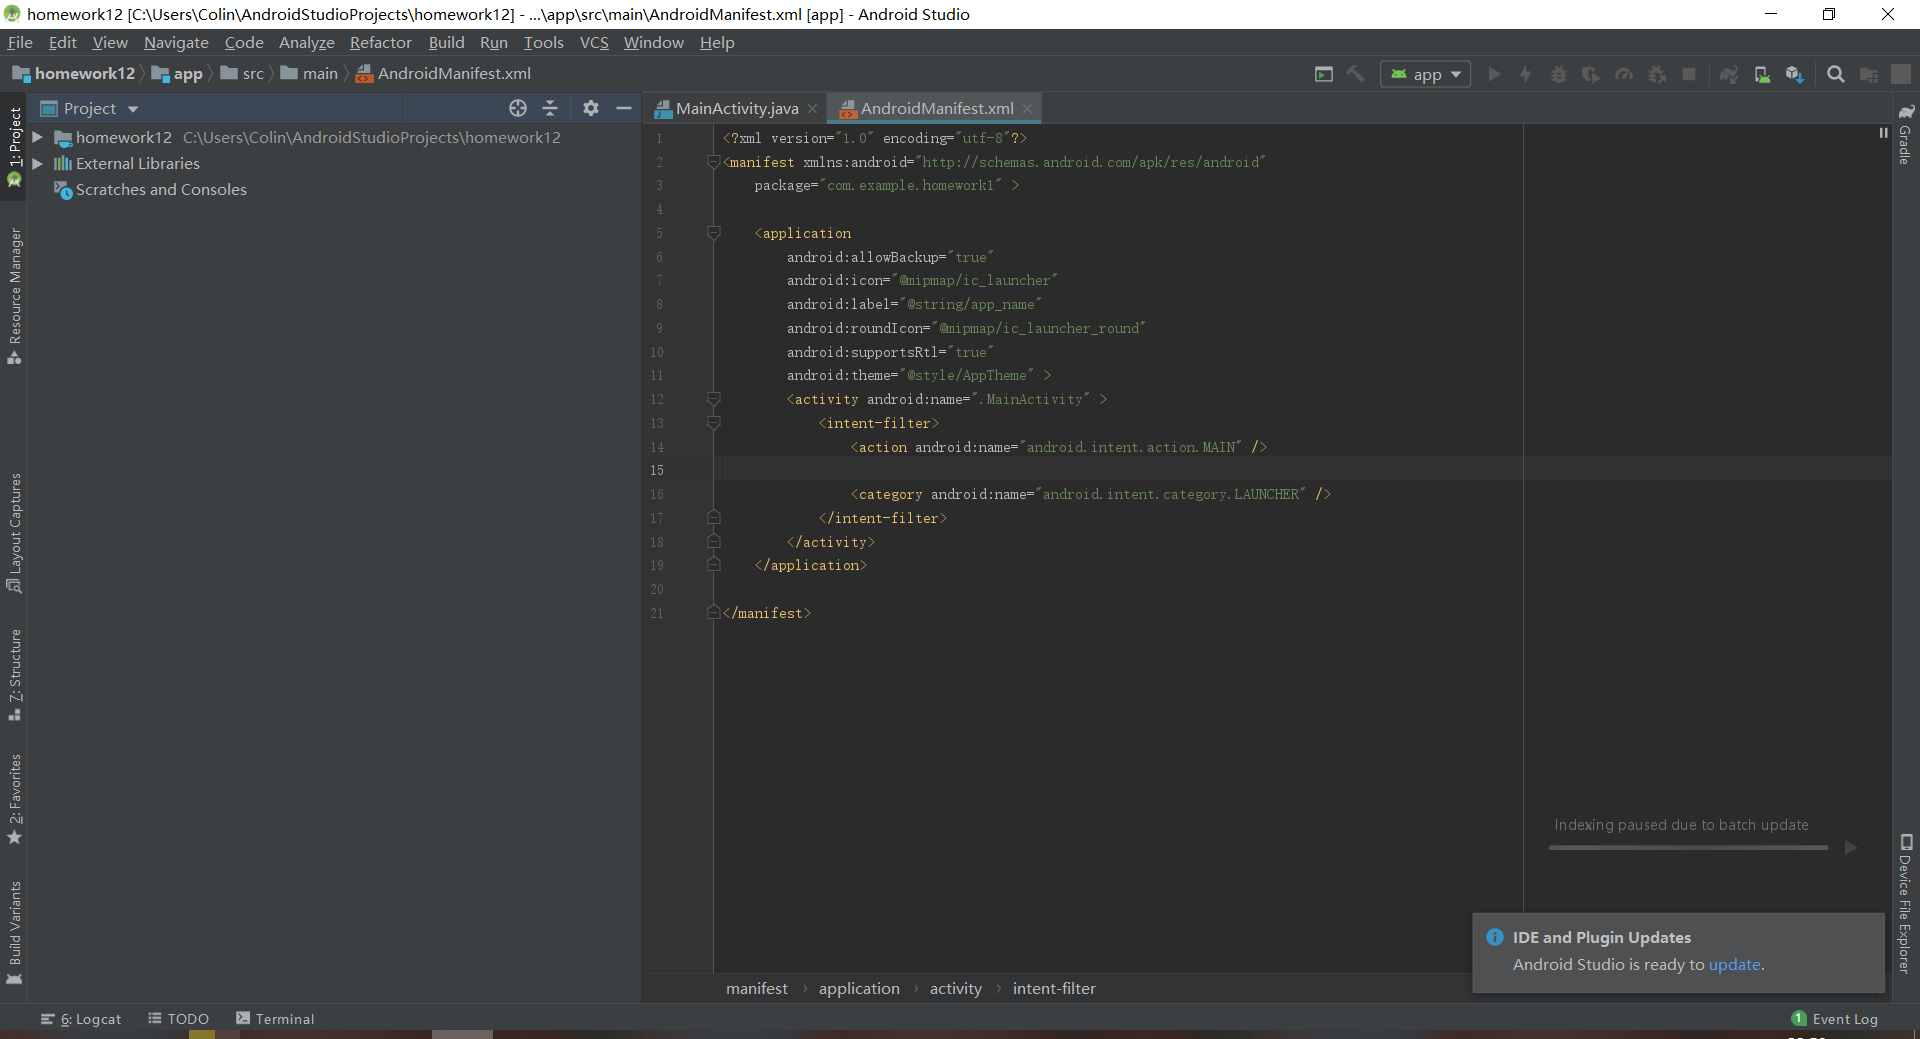 homework12 [C:\Users\Colin\AndroidStudioProjects\homework12] - ...\app\src\main\AndroidManifest.xml [app] - Android Studio
File Edit View Navigate Code Analyze Refactor Build Run Tools VCS Window Help
homework12 app src main AndroidManifest.xml
app
Project
MainActivity.java
AndroidManifest.xml
homework12 C:\Users\Colin\AndroidStudioProjects\homework12
External Libraries
Scratches and Consoles
1: Project
Resource Manager
Layout Captures
7: Structure
2: Favorites
Build Variants
1 <?xml version="1.0" encoding="utf-8"?>
2 <manifest xmlns:android="http://schemas.android.com/apk/res/android"
3 package="com.example.homework1" >
4
5 <application
6 android:allowBackup="true"
7 android:icon="@mipmap/ic_launcher"
8 android:label="@string/app_name"
9 android:roundIcon="@mipmap/ic_launcher_round"
10 android:supportsRtl="true"
11 android:theme="@style/AppTheme" >
12 <activity android:name=".MainActivity" >
13 <intent-filter>
14 <action android:name="android.intent.action.MAIN" />
15
16 <category android:name="android.intent.category.LAUNCHER" />
17 </intent-filter>
18 </activity>
19 </application>
20
21 </manifest>
Gradle
Device File Explorer
Indexing paused due to batch update
IDE and Plugin Updates
Android Studio is ready to update.
manifest application activity intent-filter
6: Logcat TODO Terminal
1 Event Log